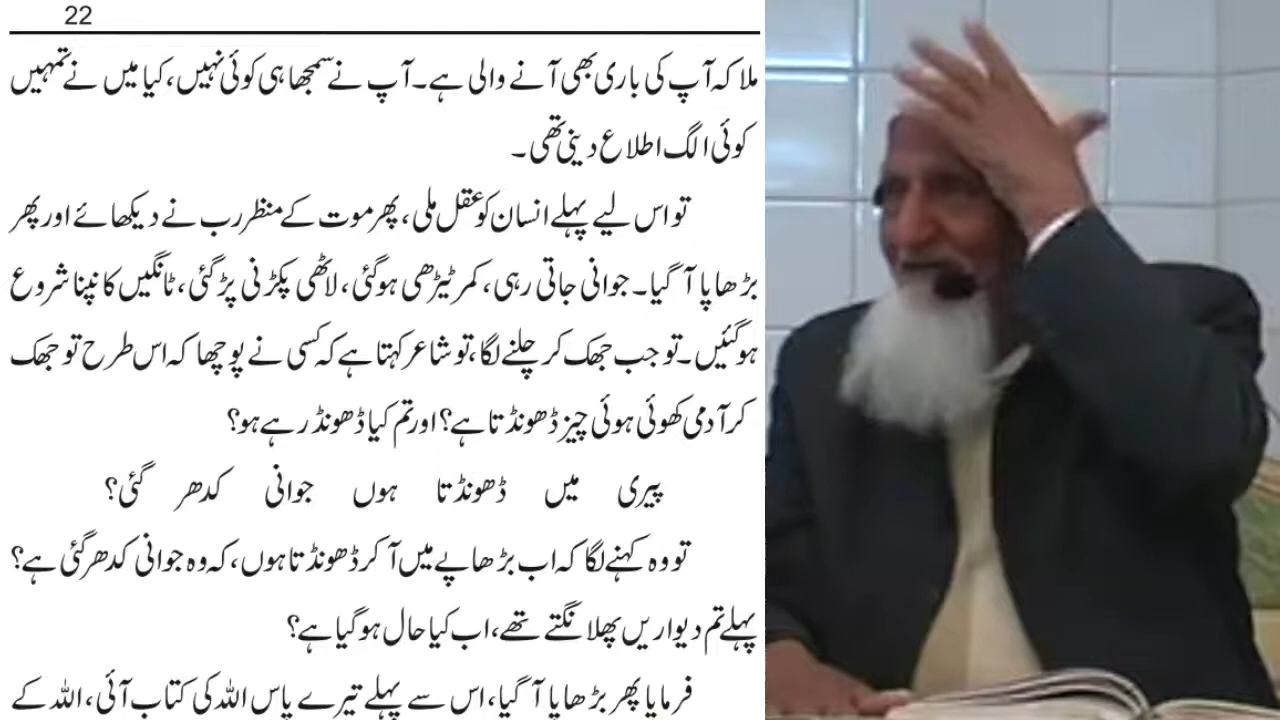 22
ملا کہ آپ کی باری بھی آنے والی ہے۔ آپ نے سمجھا ہی کوئی نہیں، کیا میں نے تمہیں
کوئی الگ اطلاع دینی تھی۔
تو اس لیے پہلے انسان کو عقل ملی، پھر موت کے منظر رب نے دیکھائے اور پھر
بڑھاپا آ گیا۔ جوانی جاتی رہی، کمر ٹیڑھی ہوگئی، لاٹھی پکڑنی پڑ گئی، ٹانگیں کانپنا شروع
ہوگئیں۔ تو جب جھک کر چلنے لگا، تو شاعر کہتا ہے کہ کسی نے پوچھا کہ اس طرح تو جھک
کر آدمی کھوئی ہوئی چیز ڈھونڈتا ہے؟ اور تم کیا ڈھونڈ رہے ہو؟
پیری میں ڈھونڈتا ہوں جوانی کدھر گئی؟
تو وہ کہنے لگا کہ اب بڑھاپے میں آ کر ڈھونڈتا ہوں، کہ وہ جوانی کدھر گئی ہے؟
پہلے تم دیواریں پھلانگتے تھے، اب کیا حال ہو گیا ہے؟
فرمایا پھر بڑھاپا آ گیا، اس سے پہلے تیرے پاس اللہ کی کتاب آئی، اللہ کے